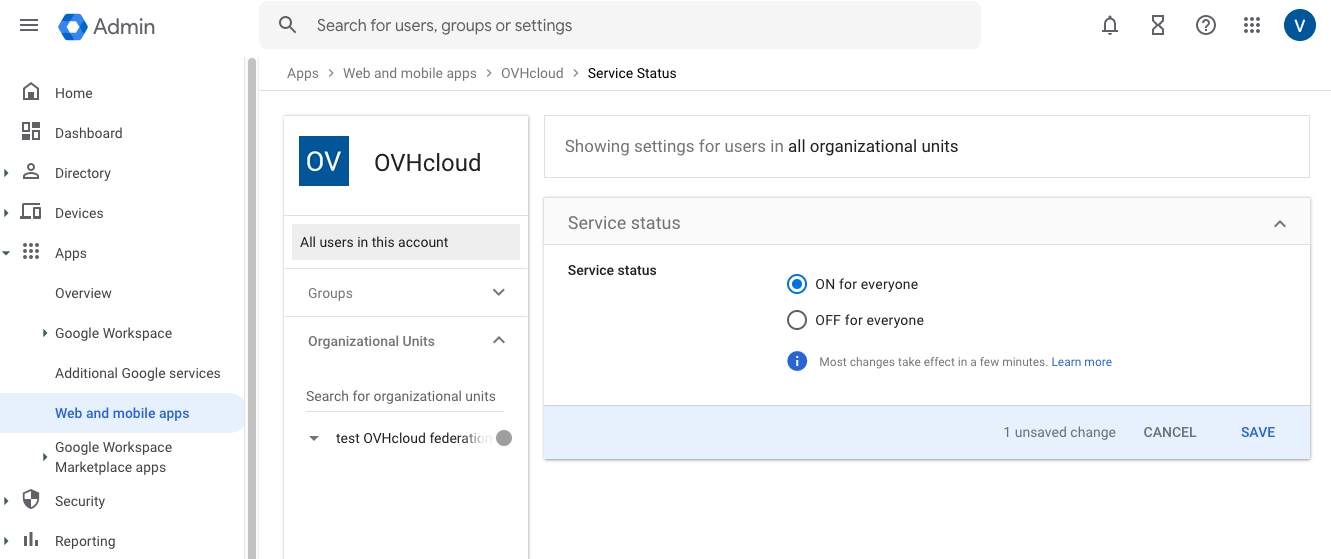 Admin
Search for users, groups or settings
V
Home
Dashboard
Directory
Devices
Apps
Overview
Google Workspace
Additional Google services
Web and mobile apps
Google Workspace
Marketplace apps
Security
Reporting
Apps > Web and mobile apps > OVHcloud > Service Status
OV
OVHcloud
All users in this account
Groups
Organizational Units
Search for organizational units
test OVHcloud federation
Showing settings for users in all organizational units
Service status
Service status
ON for everyone
OFF for everyone
Most changes take effect in a few minutes. Learn more
1 unsaved change
CANCEL
SAVE